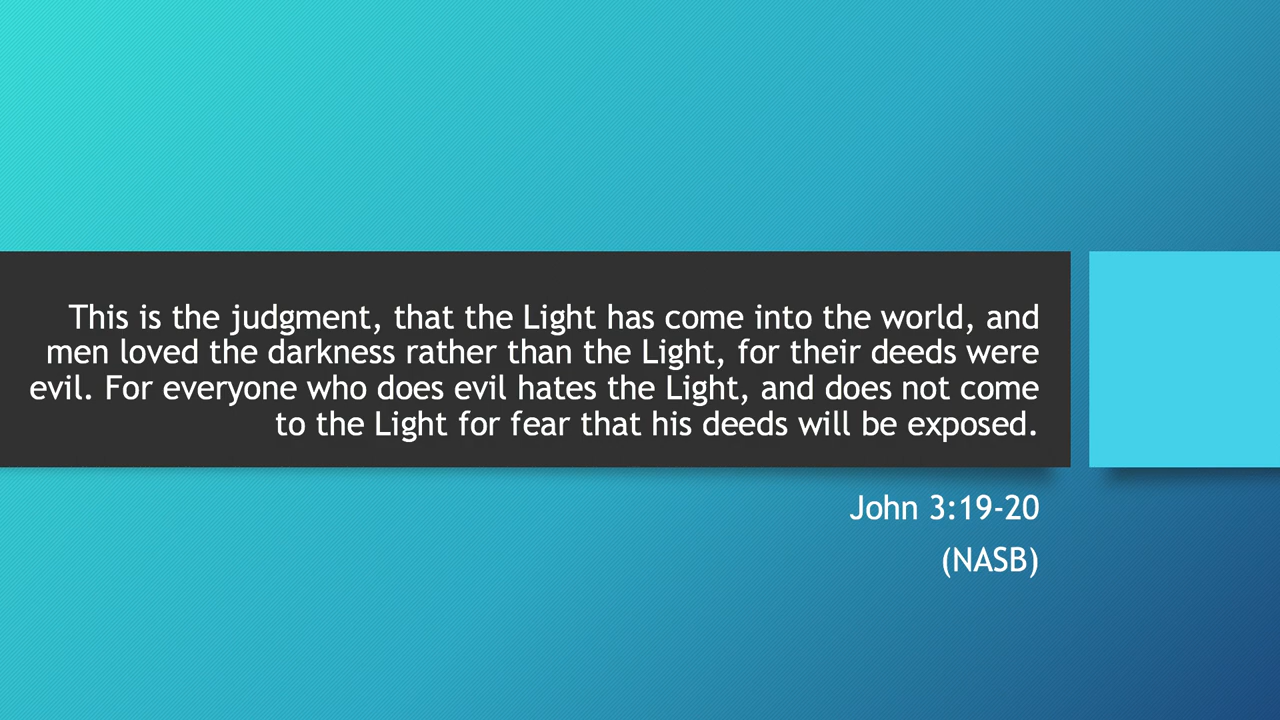 This is the judgment, that the Light has come into the world, and
men loved the darkness rather than the Light, for their deeds were
evil. For everyone who does evil hates the Light, and does not come
to the Light for fear that his deeds will be exposed.
John 3:19-20
(NASB)